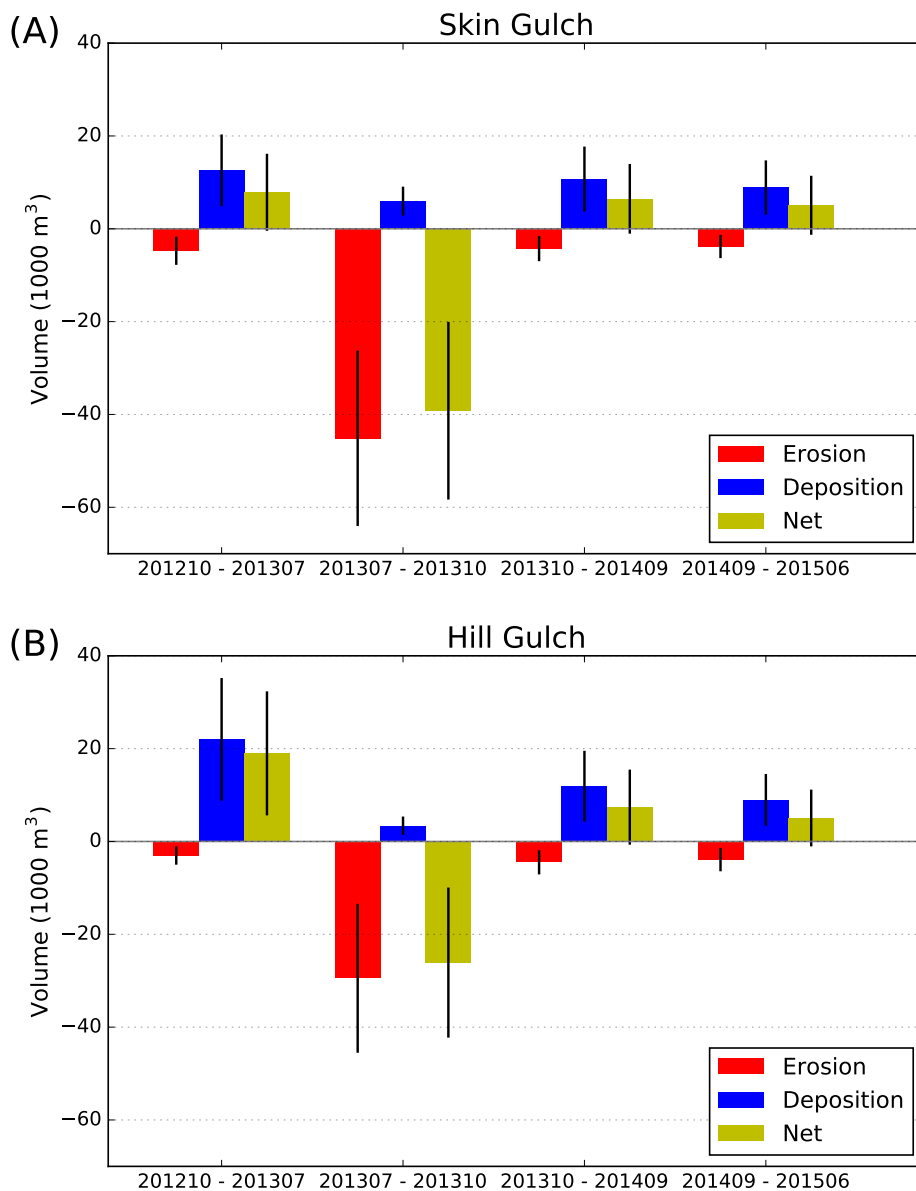 (A)
Skin Gulch
40
20
0
−20
−40
−60
Volume (1000 m³)
Erosion
Deposition
Net
201210 - 201307 201307 - 201310 201310 - 201409 201409 - 201506
(B)
Hill Gulch
40
20
0
−20
−40
−60
Volume (1000 m³)
Erosion
Deposition
Net
201210 - 201307 201307 - 201310 201310 - 201409 201409 - 201506